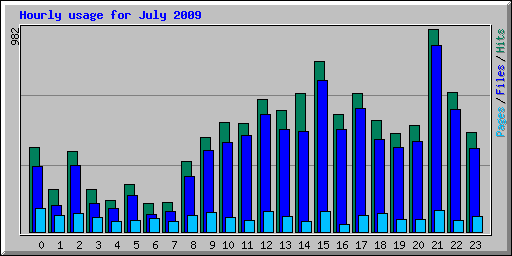 Hourly usage for July 2009
982
Pages / Files / Hits
0 1 2 3 4 5 6 7 8 9 10 11 12 13 14 15 16 17 18 19 20 21 22 23